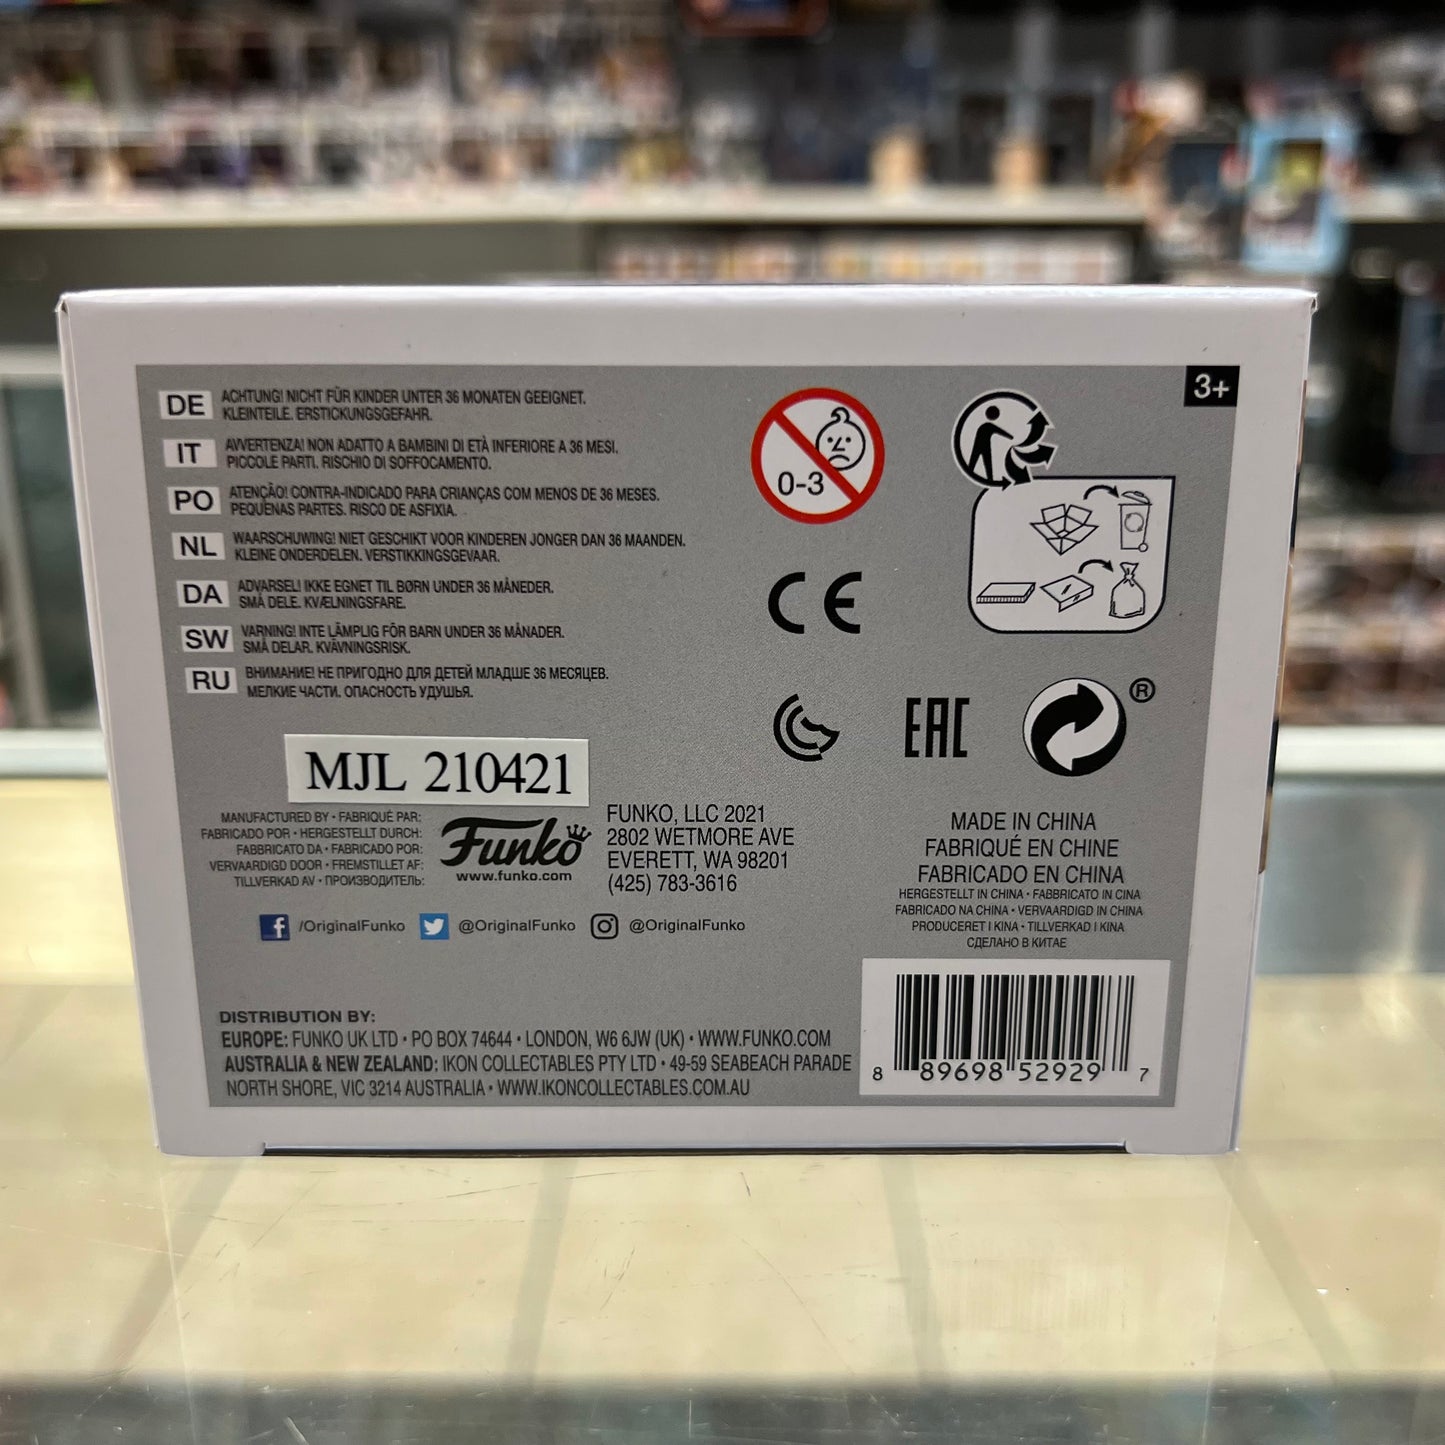 3+
DE ACHTUNG! NICHT FÜR KINDER UNTER 36 MONATEN GEEIGNET.
KLEINTEILE. ERSTICKUNGSGEFAHR.
IT AVVERTENZA! NON ADATTO A BAMBINI DI ETÀ INFERIORE A 36 MESI.
PICCOLE PARTI. RISCHIO DI SOFFOCAMENTO.
PO ATENÇÃO! CONTRA-INDICADO PARA CRIANÇAS COM MENOS DE 36 MESES.
PEQUENAS PARTES. RISCO DE ASFIXIA.
NL WAARSCHUWING! NIET GESCHIKT VOOR KINDEREN JONGER DAN 36 MAANDEN.
KLEINE ONDERDELEN. VERSTIKKINGSGEVAAR.
DA ADVARSEL! IKKE EGNET TIL BØRN UNDER 36 MÅNEDER.
SMÅ DELE. KVÆLNINGSFARE.
SW VARNING! INTE LÄMPLIG FÖR BARN UNDER 36 MÅNADER.
SMÅ DELAR. KVÄVNINGSRISK.
RU ВНИМАНИЕ! НЕ ПРИГОДНО ДЛЯ ДЕТЕЙ МЛАДШЕ 36 МЕСЯЦЕВ.
МЕЛКИЕ ЧАСТИ. ОПАСНОСТЬ УДУШЬЯ.
0-3
CE
EAC
®
MJL 210421
MANUFACTURED BY • FABRIQUÉ PAR:
FABRICADO POR • HERGESTELLT DURCH:
FABBRICATO DA • FABRICADO POR:
VERVAARDIGD DOOR • FREMSTILLET AF:
TILLVERKAD AV • ПРОИЗВОДИТЕЛЬ:
Funko
www.funko.com
FUNKO, LLC 2021
2802 WETMORE AVE
EVERETT, WA 98201
(425) 783-3616
/OriginalFunko @OriginalFunko @OriginalFunko
MADE IN CHINA
FABRIQUÉ EN CHINE
FABRICADO EN CHINA
HERGESTELLT IN CHINA • FABBRICATO IN CINA
FABRICADO NA CHINA • VERVAARDIGD IN CHINA
PRODUCERET I KINA • TILLVERKAD I KINA
СДЕЛАНО В КИТАЕ
DISTRIBUTION BY:
EUROPE: FUNKO UK LTD • PO BOX 74644 • LONDON, W6 6JW (UK) • WWW.FUNKO.COM
AUSTRALIA & NEW ZEALAND: IKON COLLECTABLES PTY LTD • 49-59 SEABEACH PARADE
NORTH SHORE, VIC 3214 AUSTRALIA • WWW.IKONCOLLECTABLES.COM.AU
8 89698 52929 7